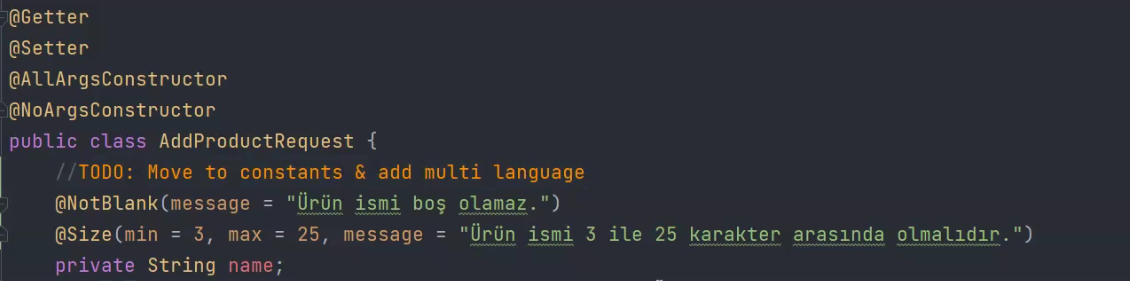 @Getter
@Setter
@AllArgsConstructor
@NoArgsConstructor
public class AddProductRequest {
//TODO: Move to constants & add multi language
@NotBlank(message = "Ürün ismi boş olamaz.")
@Size(min = 3, max = 25, message = "Ürün ismi 3 ile 25 karakter arasında olmalıdır.")
private String name;